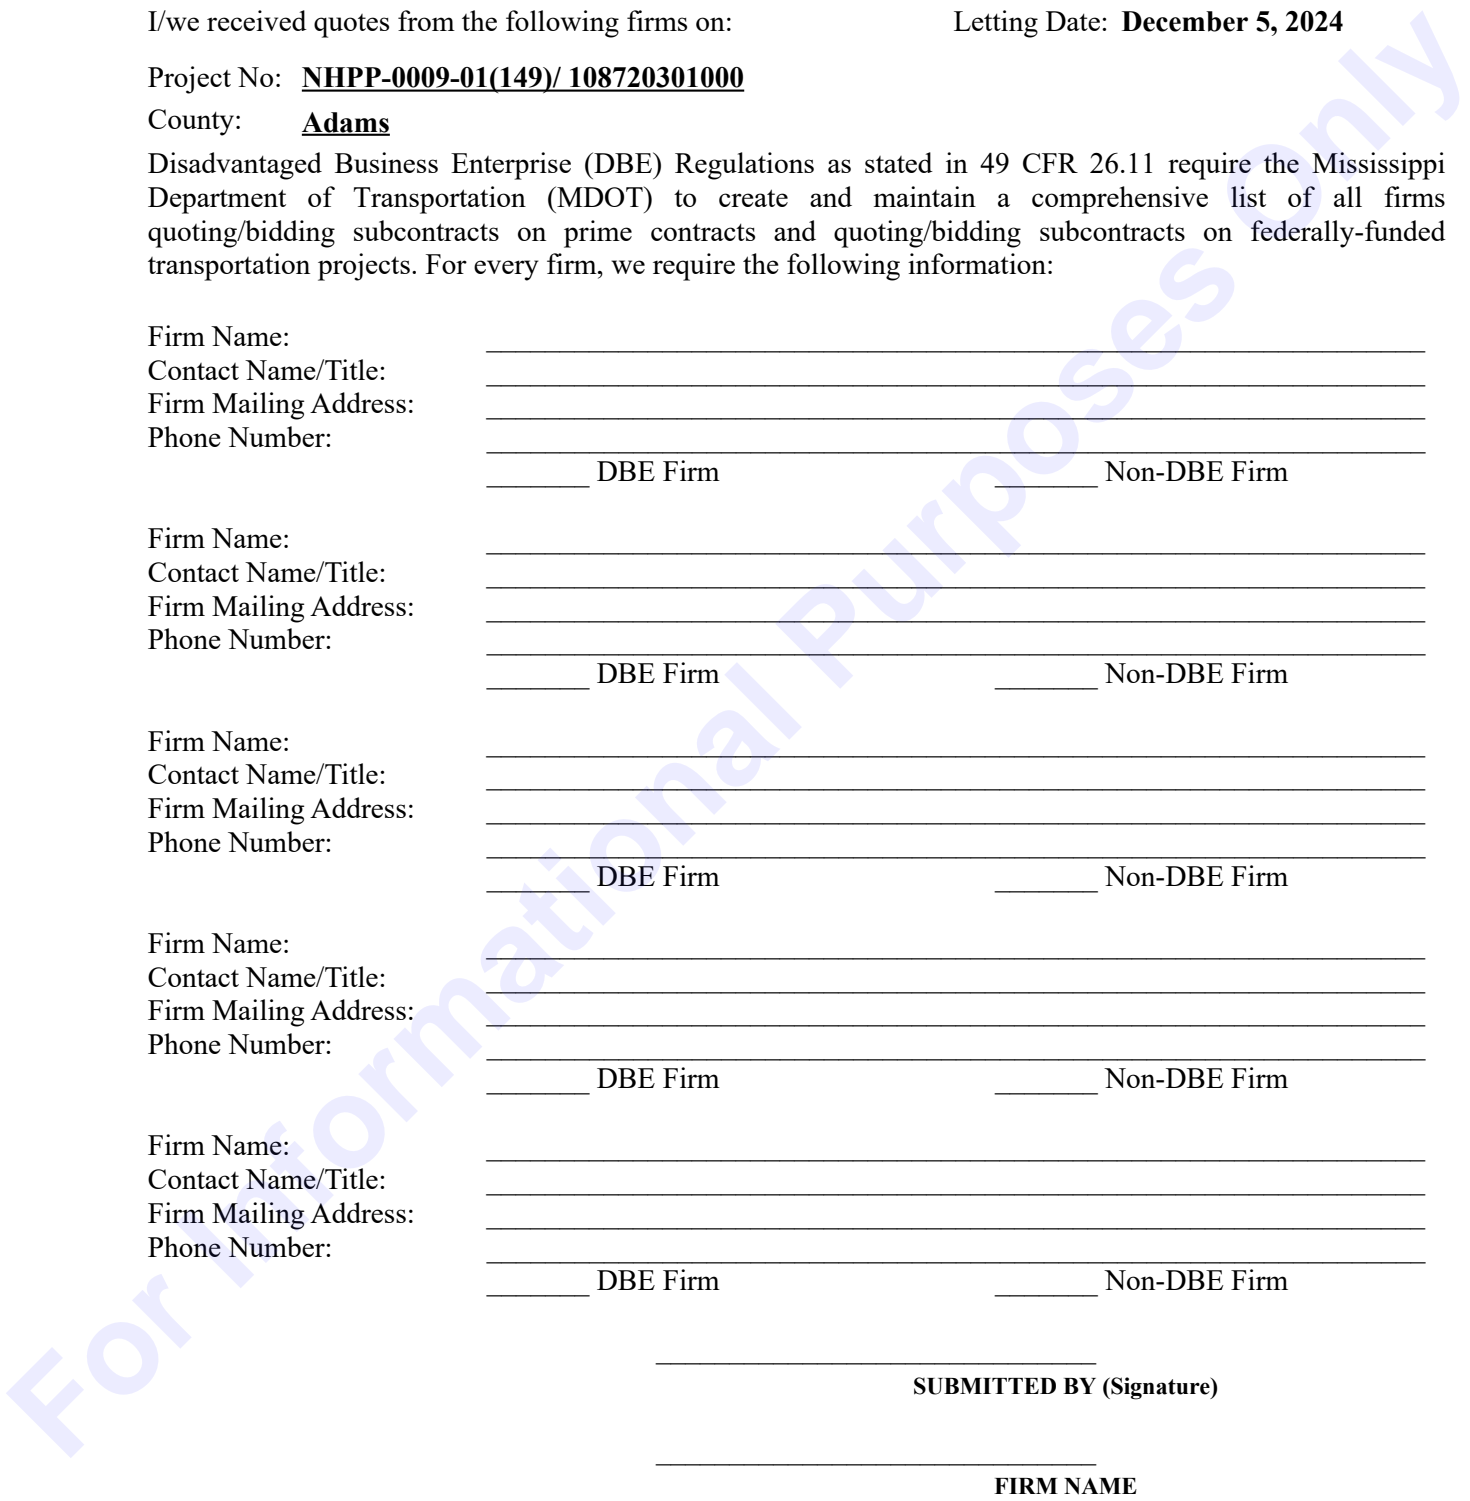 I/we received quotes from the following firms on: Letting Date: December 5, 2024
Project No: NHPP-0009-01(149)/ 108720301000
County: Adams
Disadvantaged Business Enterprise (DBE) Regulations as stated in 49 CFR 26.11 require the Mississippi
Department of Transportation (MDOT) to create and maintain a comprehensive list of all firms
quoting/bidding subcontracts on prime contracts and quoting/bidding subcontracts on federally-funded
transportation projects. For every firm, we require the following information:
Firm Name:
Contact Name/Title:
Firm Mailing Address:
Phone Number:
DBE Firm Non-DBE Firm
Firm Name:
Contact Name/Title:
Firm Mailing Address:
Phone Number:
DBE Firm Non-DBE Firm
Firm Name:
Contact Name/Title:
Firm Mailing Address:
Phone Number:
DBE Firm Non-DBE Firm
Firm Name:
Contact Name/Title:
Firm Mailing Address:
Phone Number:
DBE Firm Non-DBE Firm
Firm Name:
Contact Name/Title:
Firm Mailing Address:
Phone Number:
DBE Firm Non-DBE Firm
SUBMITTED BY (Signature)
FIRM NAME
For Informational Purposes Only